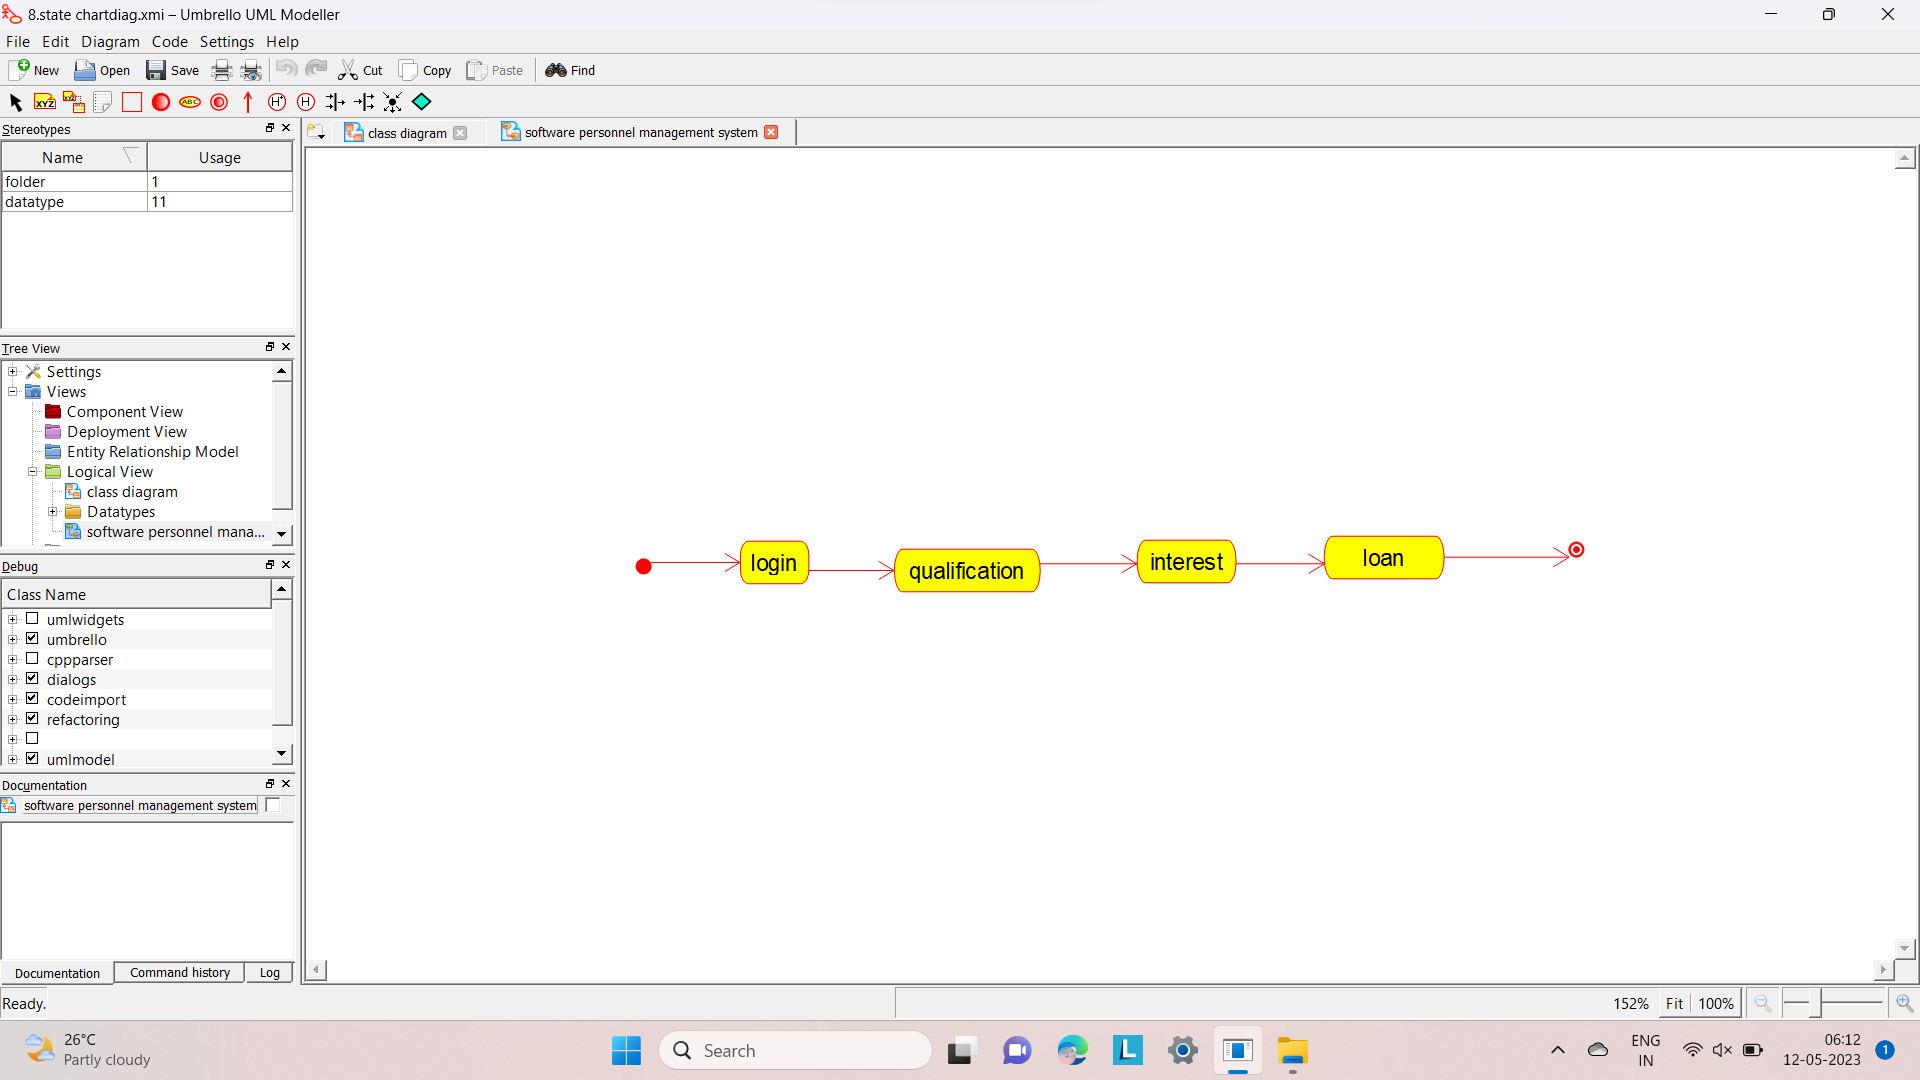 8.state chartdiag.xmi – Umbrello UML Modeller
File Edit Diagram Code Settings Help
New Open Save Cut Copy Paste Find
XYZ XYZ ABC H* H
Stereotypes
class diagram software personnel management system
Name Usage
folder 1
datatype 11
Tree View
Settings
Views
Component View
Deployment View
Entity Relationship Model
Logical View
class diagram
Datatypes
software personnel mana...
login
qualification
interest
loan
Debug
Class Name
umlwidgets
umbrello
cppparser
dialogs
codeimport
refactoring
umlmodel
Documentation
software personnel management system
Documentation Command history Log
Ready.
152% Fit 100%
26°C
Partly cloudy
Search
L
ENG
IN
06:12
12-05-2023
1